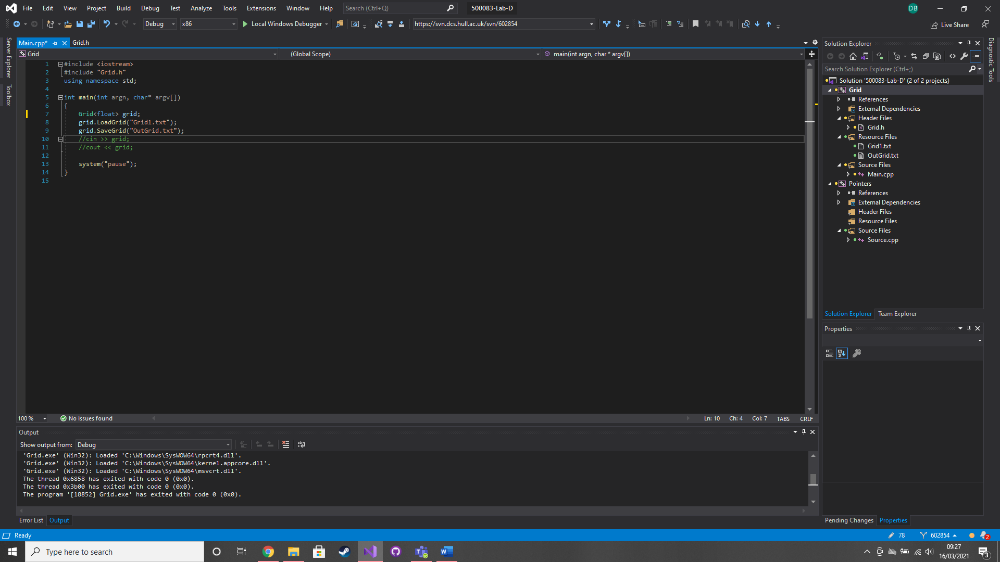 File Edit View Project Build Debug Test Analyze Tools Extensions Window Help Search (Ctrl+Q) 500083-Lab-D DB
Debug x86 Local Windows Debugger https://svn.dcs.hull.ac.uk/svn/602854 Live Share
Server Explorer
Toolbox
Main.cpp* Grid.h
Grid (Global Scope) main(int argn, char * argv[])
1 #include <iostream>
2 #include "Grid.h"
3 using namespace std;
4
5 int main(int argn, char* argv[])
6 {
7 Grid<float> grid;
8 grid.LoadGrid("Grid1.txt");
9 grid.SaveGrid("OutGrid.txt");
10 //cin >> grid;
11 //cout << grid;
12
13 system("pause");
14 }
15
100 % No issues found Ln: 10 Ch: 4 Col: 7 TABS CRLF
Output
Show output from: Debug
'Grid.exe' (Win32): Loaded 'C:\Windows\SysWOW64\rpcrt4.dll'.
'Grid.exe' (Win32): Loaded 'C:\Windows\SysWOW64\kernel.appcore.dll'.
'Grid.exe' (Win32): Loaded 'C:\Windows\SysWOW64\msvcrt.dll'.
The thread 0x6858 has exited with code 0 (0x0).
The thread 0x3b00 has exited with code 0 (0x0).
The program '[18852] Grid.exe' has exited with code 0 (0x0).
Error List Output
Solution Explorer
Search Solution Explorer (Ctrl+;)
Solution '500083-Lab-D' (2 of 2 projects)
Grid
References
External Dependencies
Header Files
Grid.h
Resource Files
Grid1.txt
OutGrid.txt
Source Files
Main.cpp
Pointers
References
External Dependencies
Header Files
Resource Files
Source Files
Source.cpp
Solution Explorer Team Explorer
Properties
Pending Changes Properties
Diagnostic Tools
Ready 78 602854 2
Type here to search
09:27
16/03/2021
3